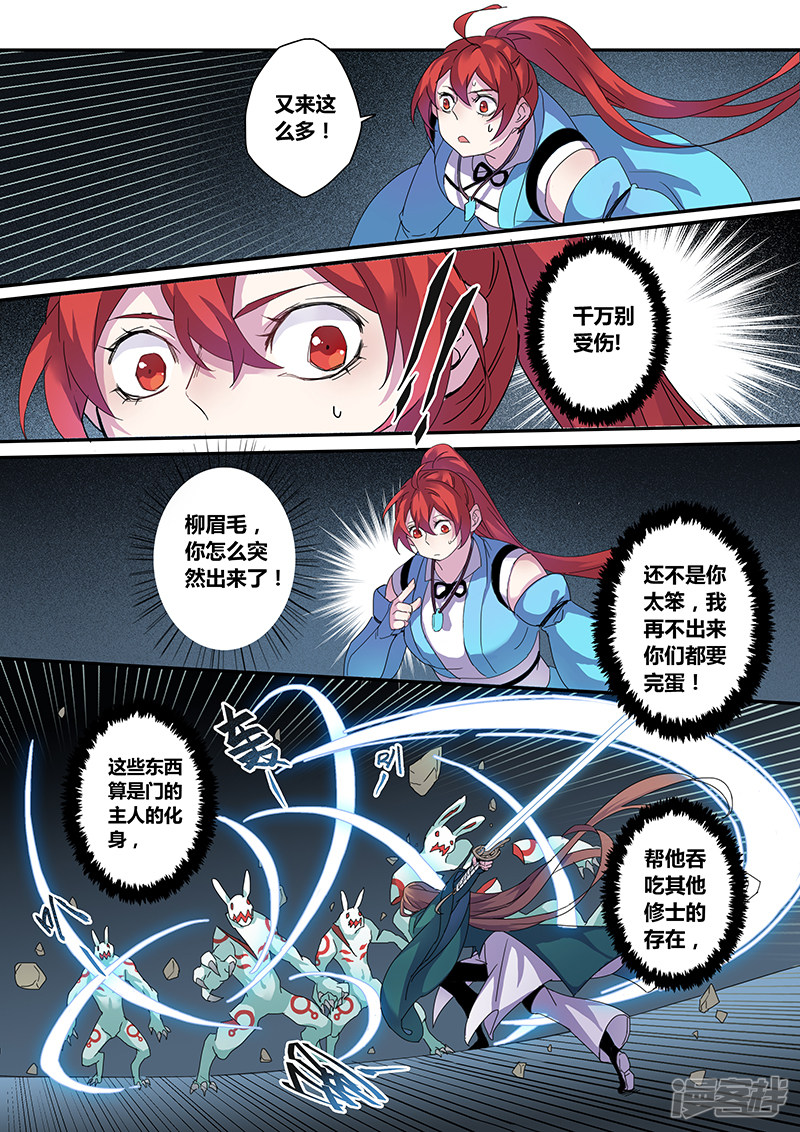 又来这
么多！
千万别
受伤!
柳眉毛，
你怎么突
然出来了！
还不是你
太笨，我
再不出来
你们都要
完蛋！
这些东西
算是门的
主人的化
身，
帮他吞
吃其他
修士的
存在，
漫客栈